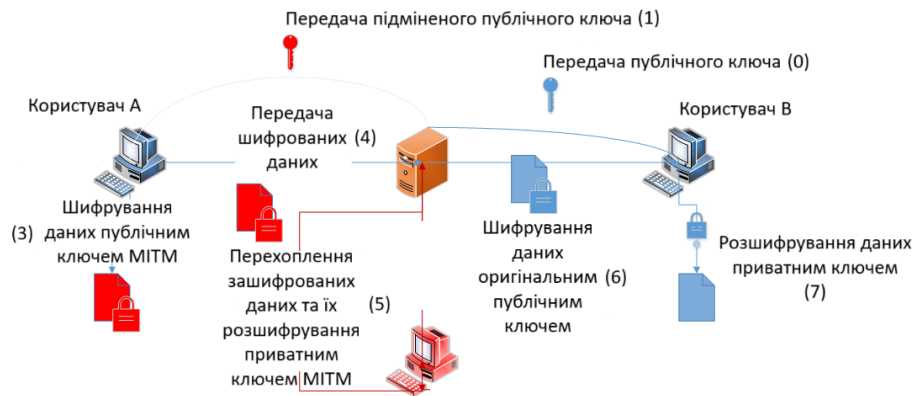 Передача підміненого публічного ключа (1)
Передача публічного ключа (0)
Користувач А
Користувач В
Передача
шифрованих (4)
даних
Шифрування
(3) даних публічним
ключем MITM
Перехоплення
зашифрованих
даних та їх (5)
розшифрування
приватним
ключем MITM
Шифрування
даних
оригінальним (6)
публічним
ключем
Розшифрування даних
приватним ключем
(7)